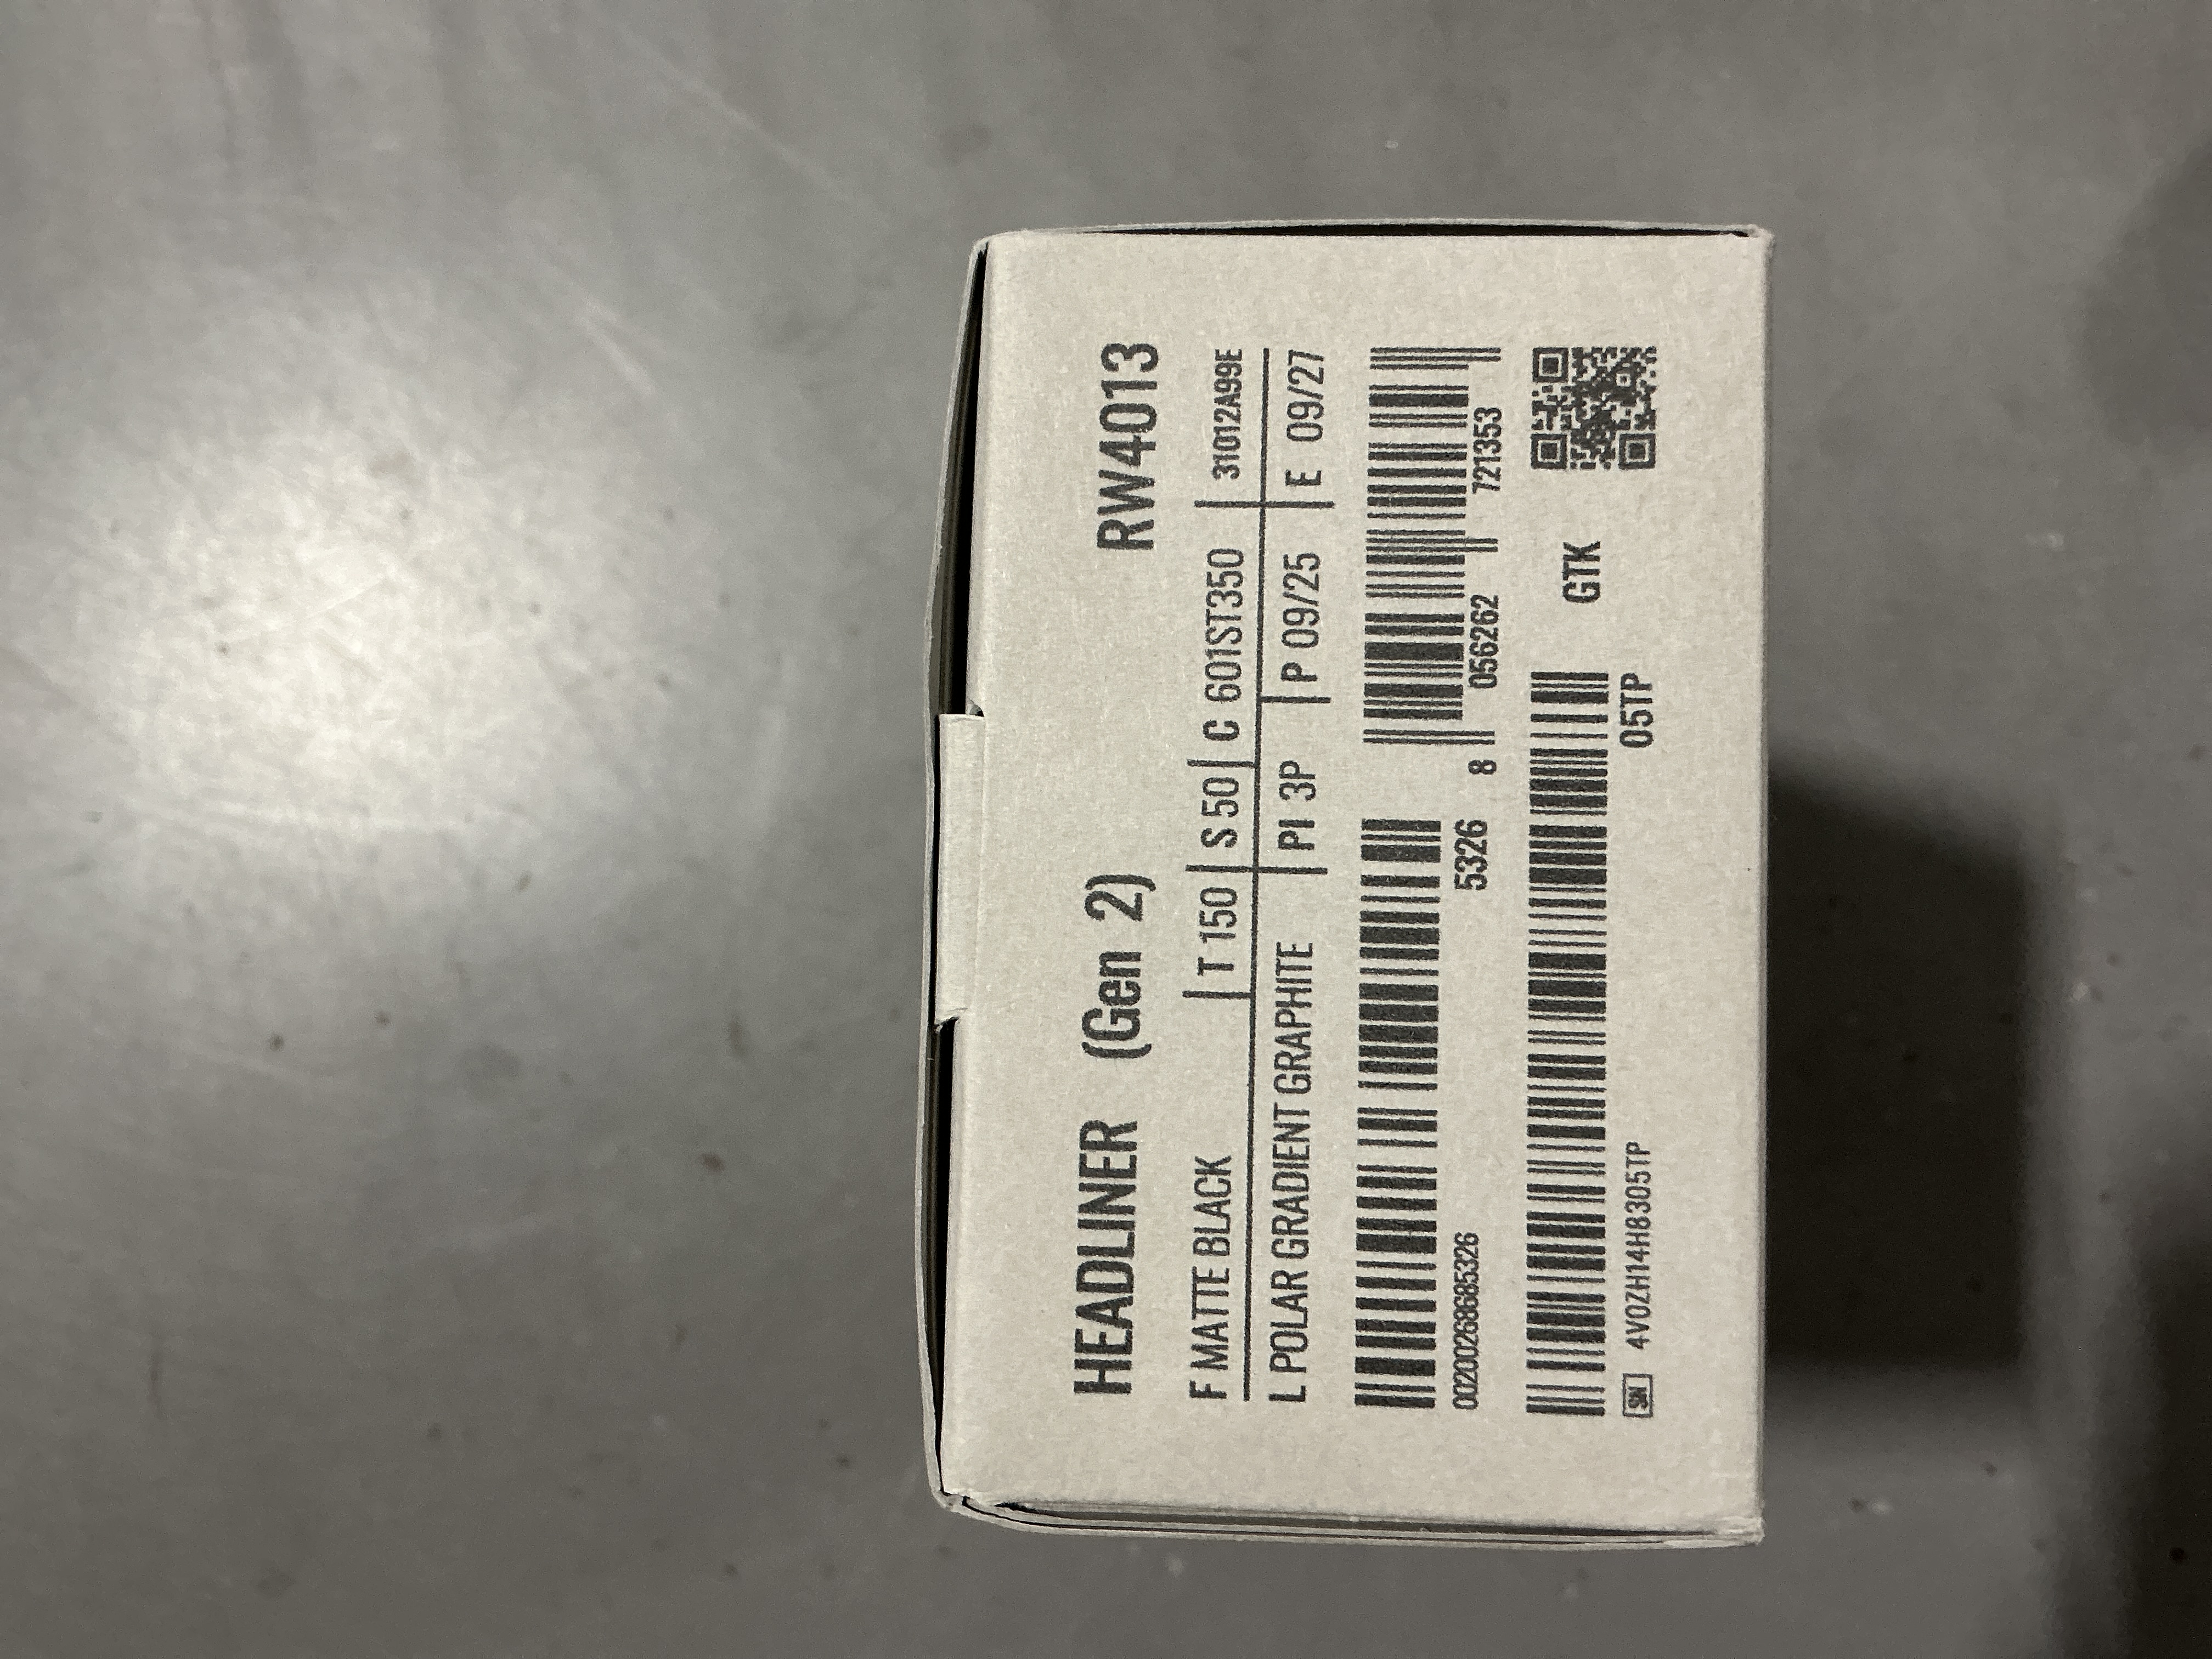 HEADLINER (Gen 2) RW4013
F MATTE BLACK T 150 S 50 C 601ST350 31012A99E
L POLAR GRADIENT GRAPHITE PI 3P P 09/25 E 09/27
0020026868685326 5326 8 056262 721353
GTK
SN 4V0ZH14H8305TP 05TP